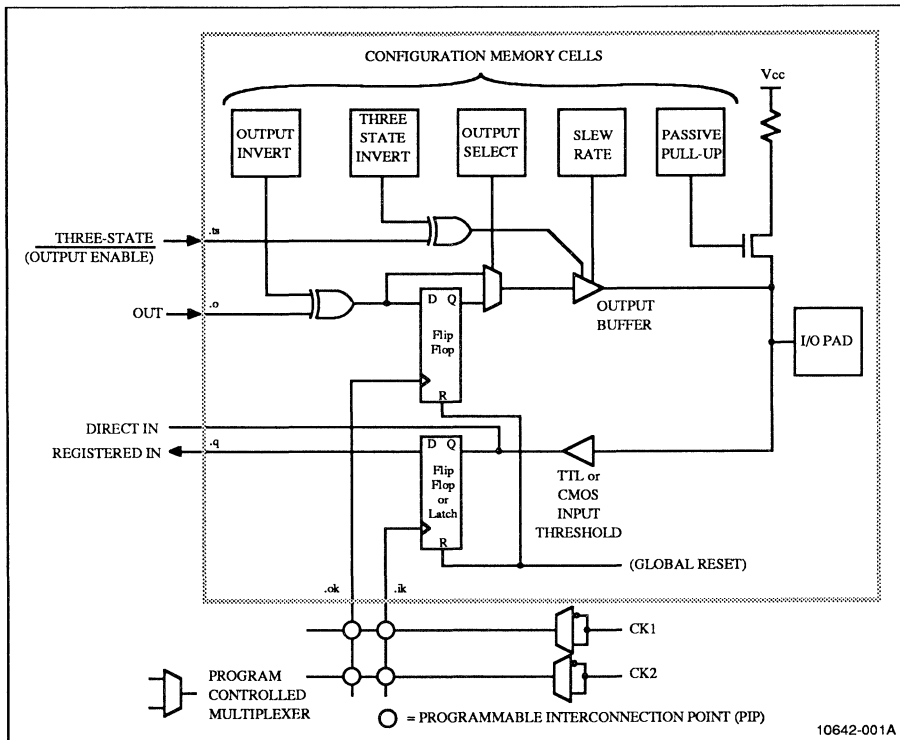 CONFIGURATION MEMORY CELLS
Vcc
OUTPUT
INVERT
THREE
STATE
INVERT
OUTPUT
SELECT
SLEW
RATE
PASSIVE
PULL-UP
THREE-STATE
(OUTPUT ENABLE)
.ts
OUT
.o
D Q
Flip
Flop
R
OUTPUT
BUFFER
I/O PAD
DIRECT IN
REGISTERED IN
.q
D Q
Flip
Flop
or
Latch
R
TTL or
CMOS
INPUT
THRESHOLD
(GLOBAL RESET)
.ok
.ik
CK1
CK2
PROGRAM
CONTROLLED
MULTIPLEXER
= PROGRAMMABLE INTERCONNECTION POINT (PIP)
10642-001A